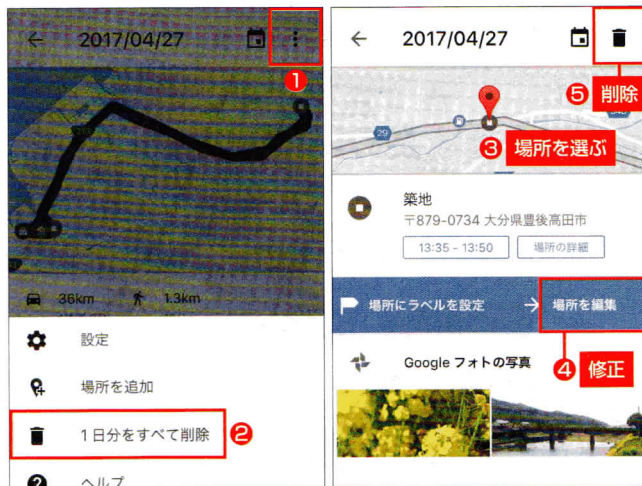 2017/04/27
❶
213
36km 1.3km
設定
場所を追加
1日分をすべて削除 ❷
ヘルプ
2017/04/27
❺ 削除
29
❸ 場所を選ぶ
築地
〒879-0734 大分県豊後高田市
13:35 - 13:50 場所の詳細
場所にラベルを設定 → 場所を編集
Google フォトの写真
❹ 修正